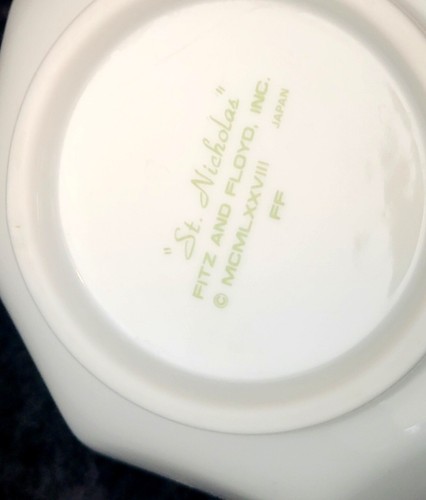 "St. Nicholas"
FITZ AND FLOYD, INC.
© MCMLXXVIII JAPAN
FF